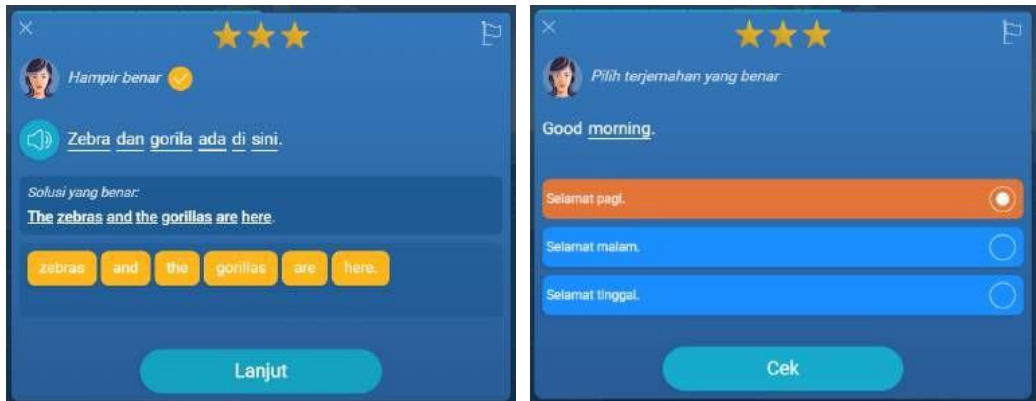 Hampir benar
Zebra dan gorila ada di sini.
Solusi yang benar:
The zebras and the gorillas are here.
zebras and the gorillas are here.
Lanjut
Pilih terjemahan yang benar
Good morning.
Selamat pagi.
Selamat malam.
Selamat tinggal.
Cek